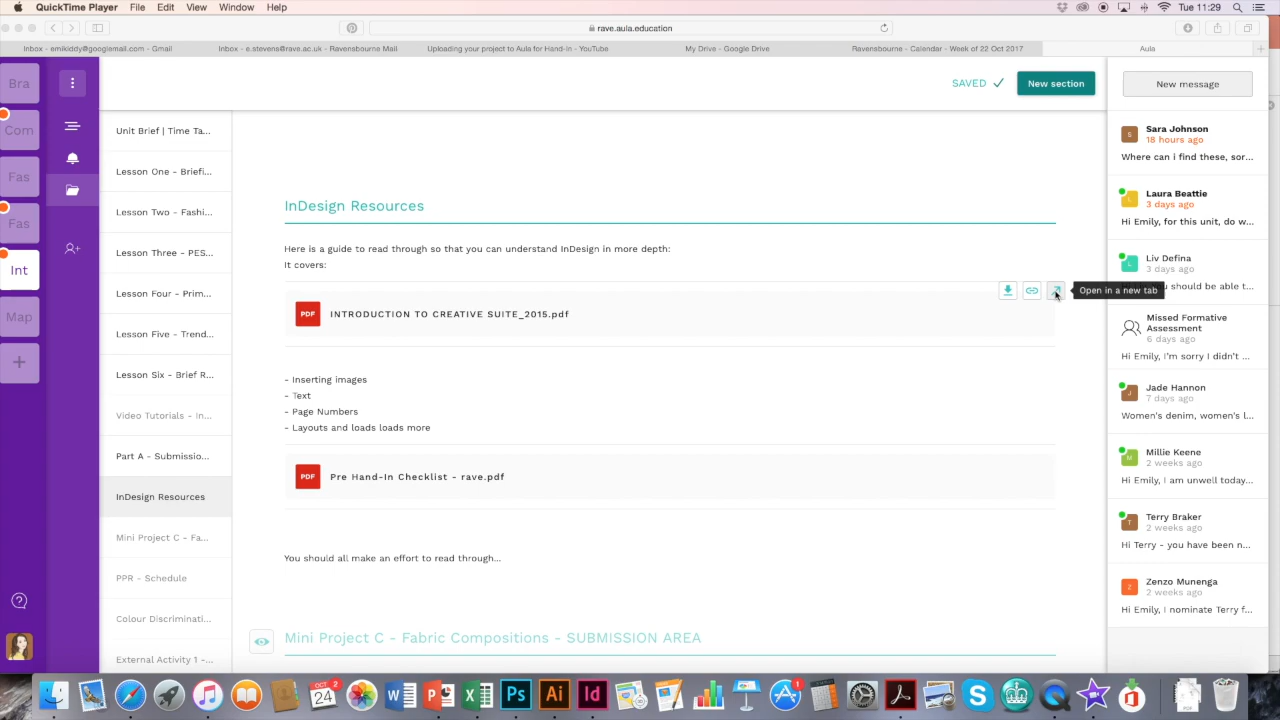 QuickTime Player File Edit View Window Help
Tue 11:29
rave.aula.education
Inbox - emikiddy@googlemail.com - Gmail
Inbox - e.stevens@rave.ac.uk - Ravensbourne Mail
Uploading your project to Aula for Hand-In - YouTube
My Drive - Google Drive
Ravensbourne - Calendar - Week of 22 Oct 2017
Aula
Bra
Com
Fas
Fas
Int
Map
SAVED
New section
Unit Brief | Time Ta...
Lesson One - Briefi...
Lesson Two - Fashi...
Lesson Three - PES...
Lesson Four - Prim...
Lesson Five - Trend...
Lesson Six - Brief R...
Video Tutorials - In...
Part A - Submissio...
InDesign Resources
Mini Project C - Fa...
PPR - Schedule
Colour Discriminati...
External Activity 1 -...
InDesign Resources
Here is a guide to read through so that you can understand InDesign in more depth:
It covers:
Open in a new tab
PDF INTRODUCTION TO CREATIVE SUITE_2015.pdf
- Inserting images
- Text
- Page Numbers
- Layouts and loads loads more
PDF Pre Hand-In Checklist - rave.pdf
You should all make an effort to read through...
Mini Project C - Fabric Compositions - SUBMISSION AREA
New message
S Sara Johnson
18 hours ago
Where can i find these, sor...
L Laura Beattie
3 days ago
Hi Emily, for this unit, do w...
L Liv Defina
3 days ago
should be able t...
Missed Formative
Assessment
6 days ago
Hi Emily, I'm sorry I didn't ...
J Jade Hannon
7 days ago
Women's denim, women's l...
M Millie Keene
2 weeks ago
Hi Emily, I am unwell today...
T Terry Braker
2 weeks ago
Hi Terry - you have been n...
Z Zenzo Munenga
2 weeks ago
Hi Emily, I nominate Terry f...
OCT
24
2
Ps
Ai
Id
1